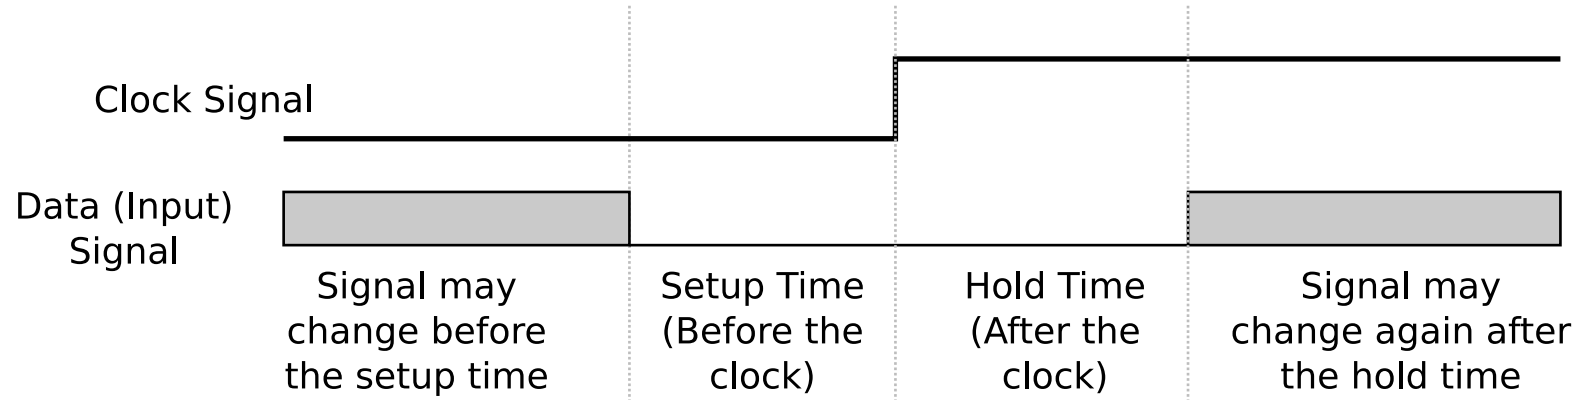 Clock Signal
Data (Input)
Signal
Signal may
change before
the setup time
Setup Time
(Before the
clock)
Hold Time
(After the
clock)
Signal may
change again after
the hold time